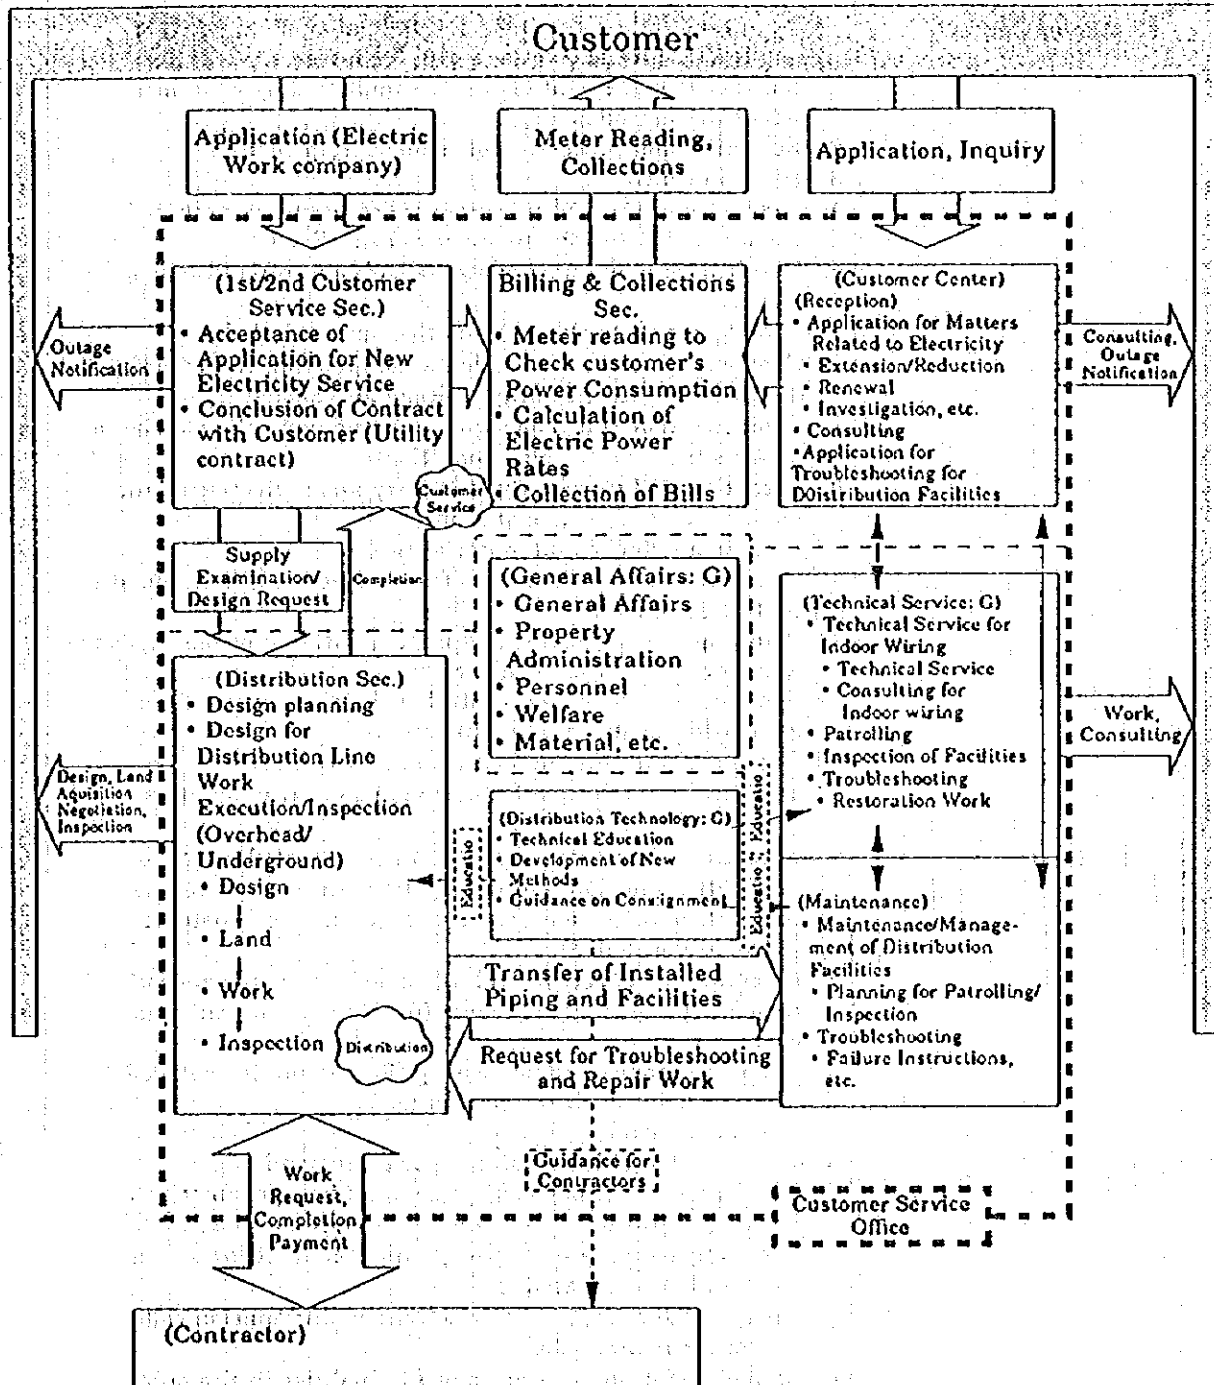 Customer
Application (Electric
Work company)
Meter Reading,
Collections
Application, Inquiry
(1st/2nd Customer
Service Sec.)
• Acceptance of
Application for New
Electricity Service
• Conclusion of Contract
with Customer (Utility
contract)
Billing & Collections
Sec.
• Meter reading to
Check customer's
Power Consumption
• Calculation of
Electric Power
Rates
• Collection of Bills
(Customer Center)
(Reception)
• Application for Matters
Related to Electricity
• Extension/Reduction
• Renewal
• Investigation, etc.
• Consulting
•Application for
Troubleshooting for
D0istribution Facilities
Outage
Notification
Consulting,
Outage
Notification
Customer
Service
Supply
Examination/
Design Request
Completion
(General Affairs: G)
• General Affairs
• Property
Administration
• Personnel
• Welfare
• Material, etc.
(Technical Service: G)
• Technical Service for
Indoor Wiring
• Technical Service
• Consulting for
Indoor wiring
• Patrolling
• Inspection of Facilities
• Troubleshooting
• Restoration Work
Work,
Consulting
(Distribution Sec.)
• Design planning
• Design for
Distribution Line
Work
Execution/Inspection
(Overhead/
Underground)
• Design
• Land
• Work
• Inspection
Distribution
Design, Land
Aquisition
Negotiation,
Inspection
Educatio
(Distribution Technology: G)
• Technical Education
• Development of New
Methods
• Guidance on Consignment
Educatio
Educatio
(Maintenance)
• Maintenance/Manage-
ment of Distribution
Facilities
• Planning for Patrolling/
Inspection
• Troubleshooting
• Failure Instructions,
etc.
Transfer of Installed
Piping and Facilities
Request for Troubleshooting
and Repair Work
Guidance for
Contractors
Work
Request,
Completion
Payment
Customer Service
Office
(Contractor)